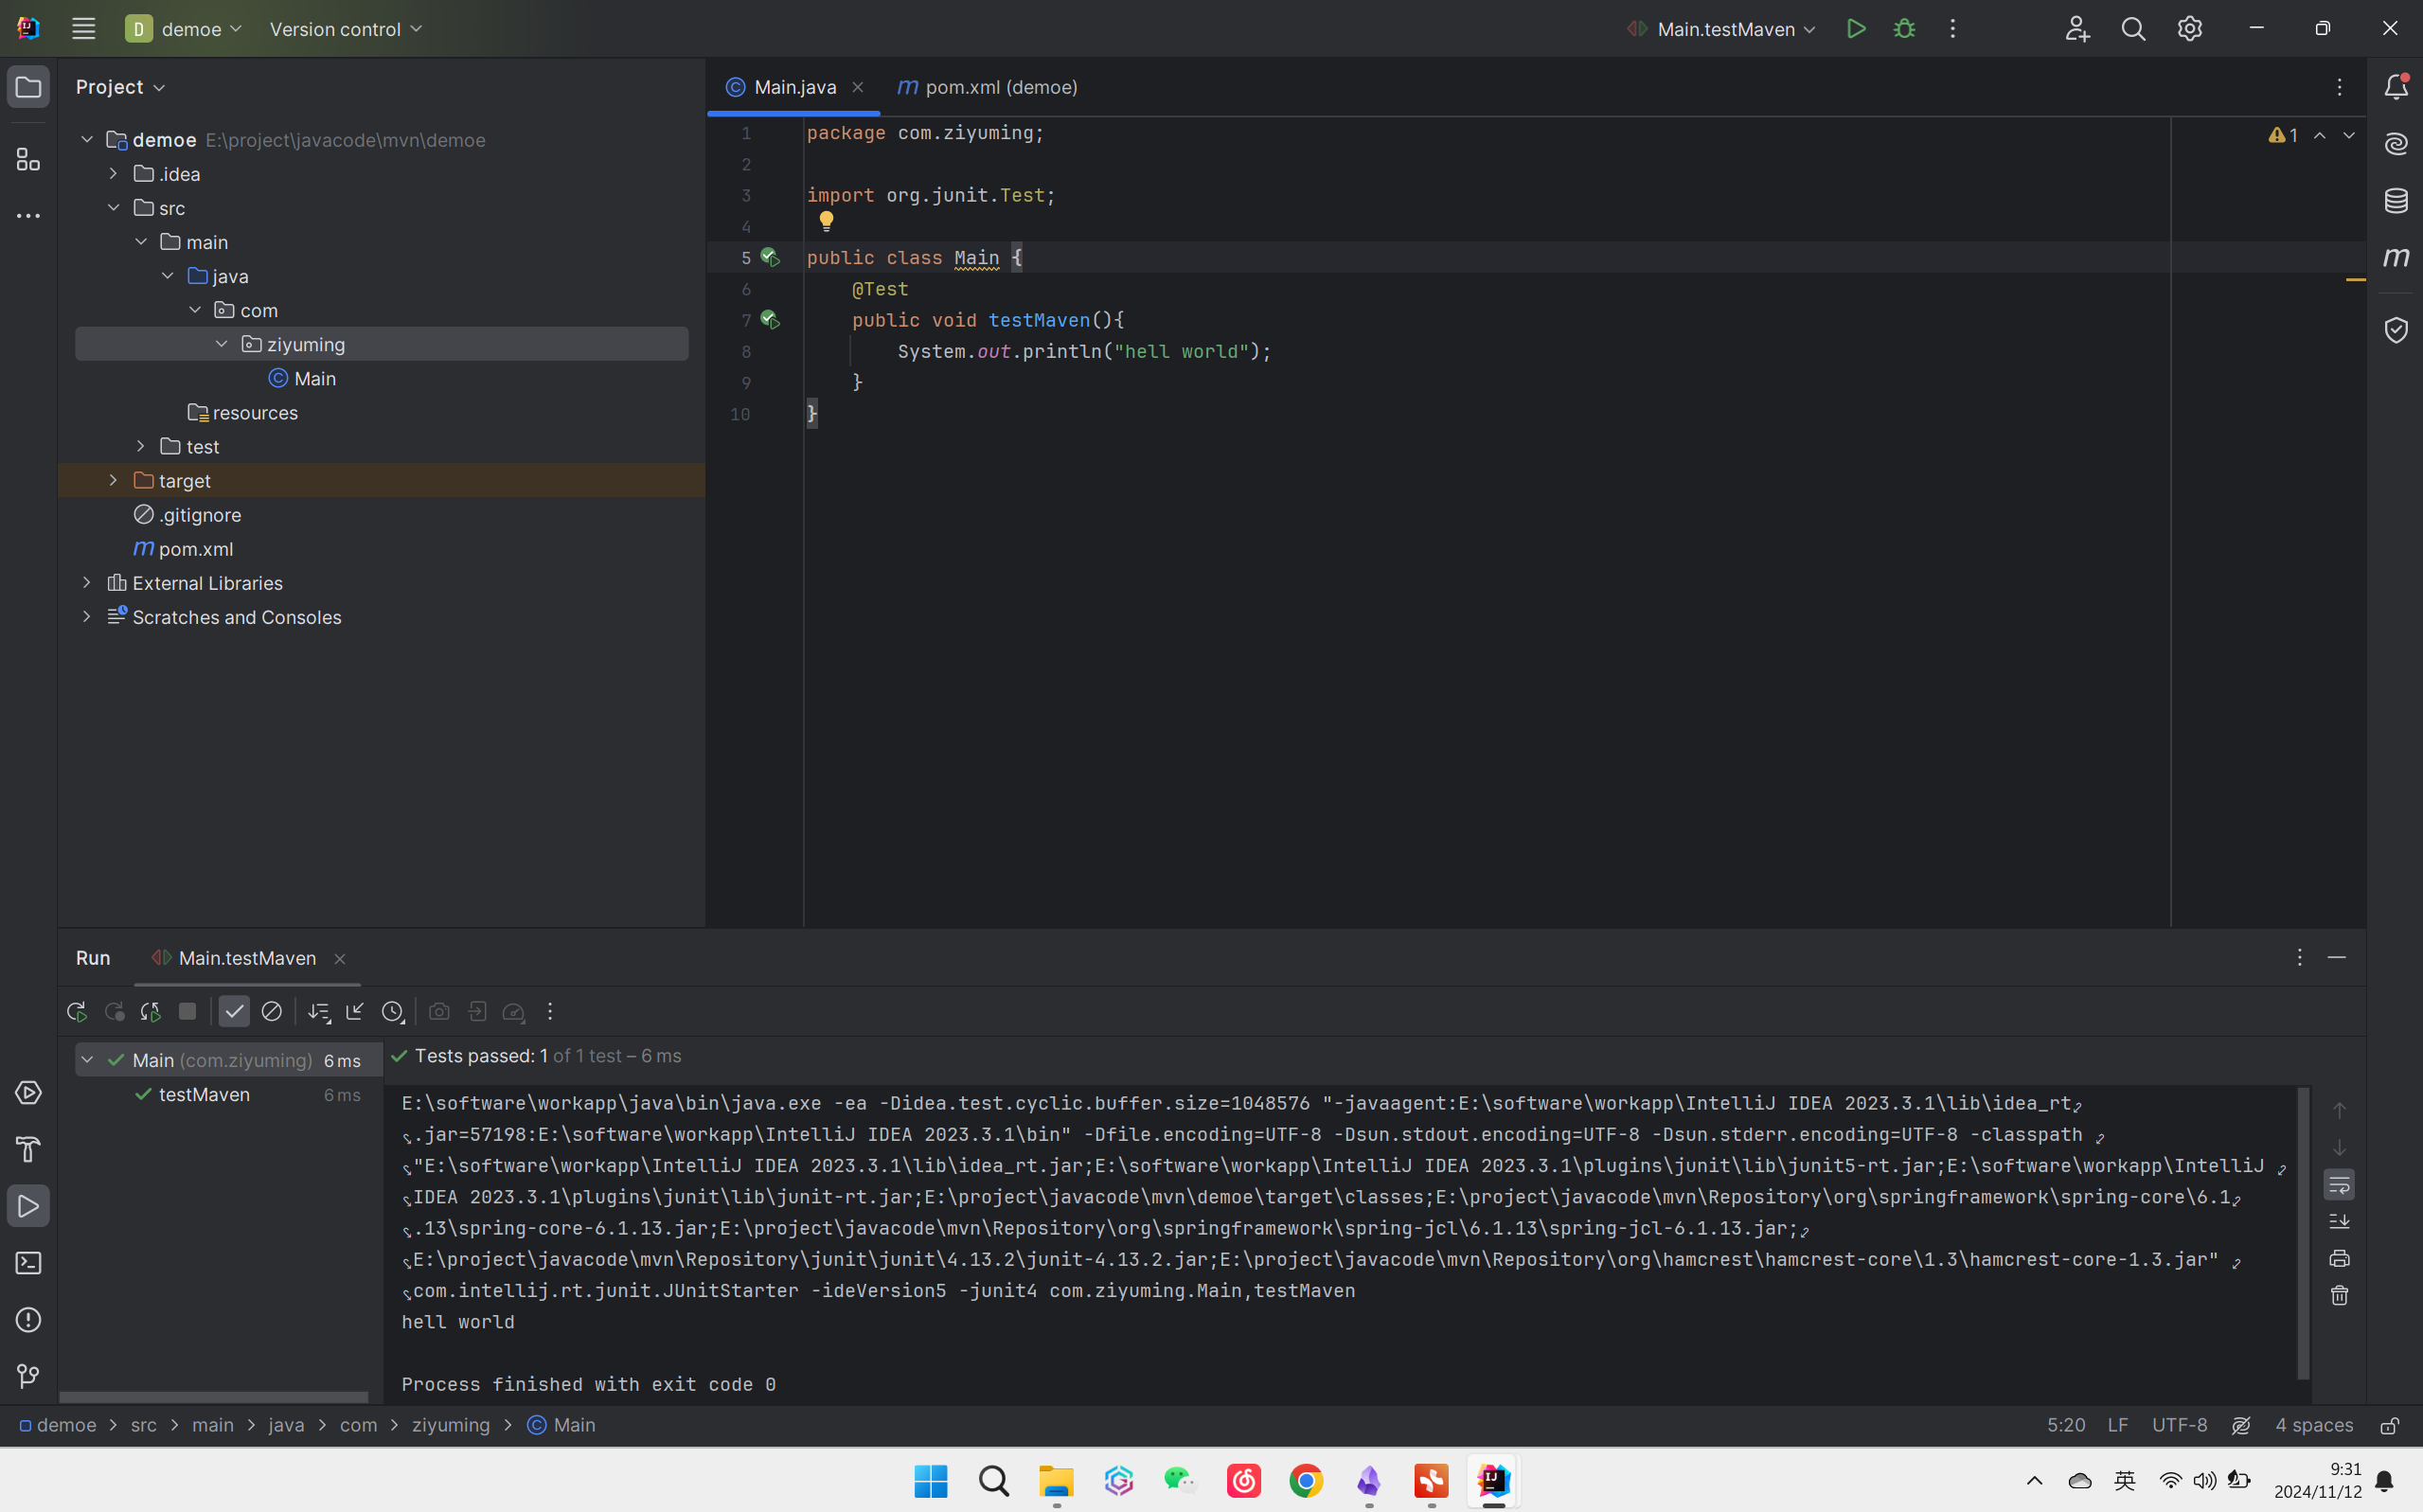 D demoe Version control Main.testMaven
Project
Main.java pom.xml (demoe)
demoe E:\project\javacode\mvn\demoe
.idea
src
main
java
com
ziyuming
Main
resources
test
target
.gitignore
pom.xml
External Libraries
Scratches and Consoles
1 package com.ziyuming;
2
3 import org.junit.Test;
4
5 public class Main {
6 @Test
7 public void testMaven(){
8 System.out.println("hell world");
9 }
10 }
1
Run Main.testMaven
Main (com.ziyuming) 6 ms
testMaven 6 ms
Tests passed: 1 of 1 test – 6 ms
E:\software\workapp\java\bin\java.exe -ea -Didea.test.cyclic.buffer.size=1048576 "-javaagent:E:\software\workapp\IntelliJ IDEA 2023.3.1\lib\idea_rt
.jar=57198:E:\software\workapp\IntelliJ IDEA 2023.3.1\bin" -Dfile.encoding=UTF-8 -Dsun.stdout.encoding=UTF-8 -Dsun.stderr.encoding=UTF-8 -classpath
"E:\software\workapp\IntelliJ IDEA 2023.3.1\lib\idea_rt.jar;E:\software\workapp\IntelliJ IDEA 2023.3.1\plugins\junit\lib\junit5-rt.jar;E:\software\workapp\IntelliJ
IDEA 2023.3.1\plugins\junit\lib\junit-rt.jar;E:\project\javacode\mvn\demoe\target\classes;E:\project\javacode\mvn\Repository\org\springframework\spring-core\6.1
.13\spring-core-6.1.13.jar;E:\project\javacode\mvn\Repository\org\springframework\spring-jcl\6.1.13\spring-jcl-6.1.13.jar;
E:\project\javacode\mvn\Repository\junit\junit\4.13.2\junit-4.13.2.jar;E:\project\javacode\mvn\Repository\org\hamcrest\hamcrest-core\1.3\hamcrest-core-1.3.jar"
com.intellij.rt.junit.JUnitStarter -ideVersion5 -junit4 com.ziyuming.Main,testMaven
hell world
Process finished with exit code 0
demoe > src > main > java > com > ziyuming > Main 5:20 LF UTF-8 4 spaces
英 9:31
2024/11/12